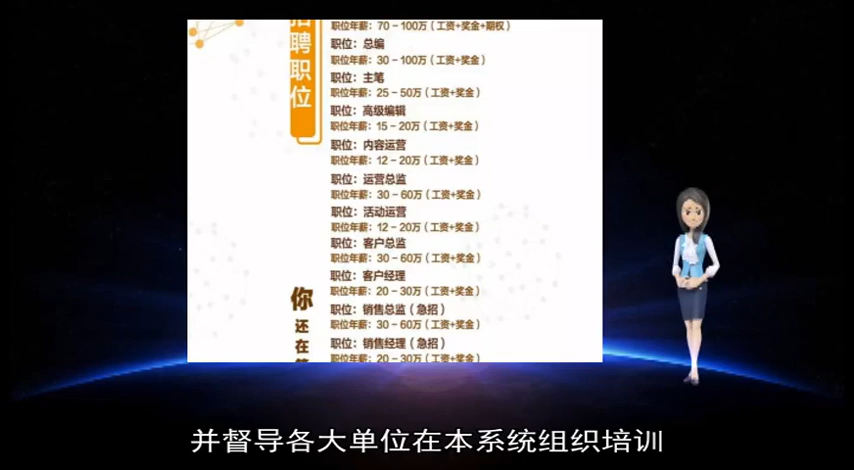 招聘职位
职位年薪：70-100万（工资+奖金+期权）
职位：总编
职位年薪：30-100万（工资+奖金）
职位：主笔
职位年薪：25-50万（工资+奖金）
职位：高级编辑
职位年薪：15-20万（工资+奖金）
职位：内容运营
职位年薪：12-20万（工资+奖金）
职位：运营总监
职位年薪：30-60万（工资+奖金）
职位：活动运营
职位年薪：12-20万（工资+奖金）
职位：客户总监
职位年薪：30-60万（工资+奖金）
职位：客户经理
职位年薪：20-30万（工资+奖金）
职位：销售总监（急招）
职位年薪：30-60万（工资+奖金）
职位：销售经理（急招）
职位年薪：20-30万（工资+奖金）
你
还在
并督导各大单位在本系统组织培训